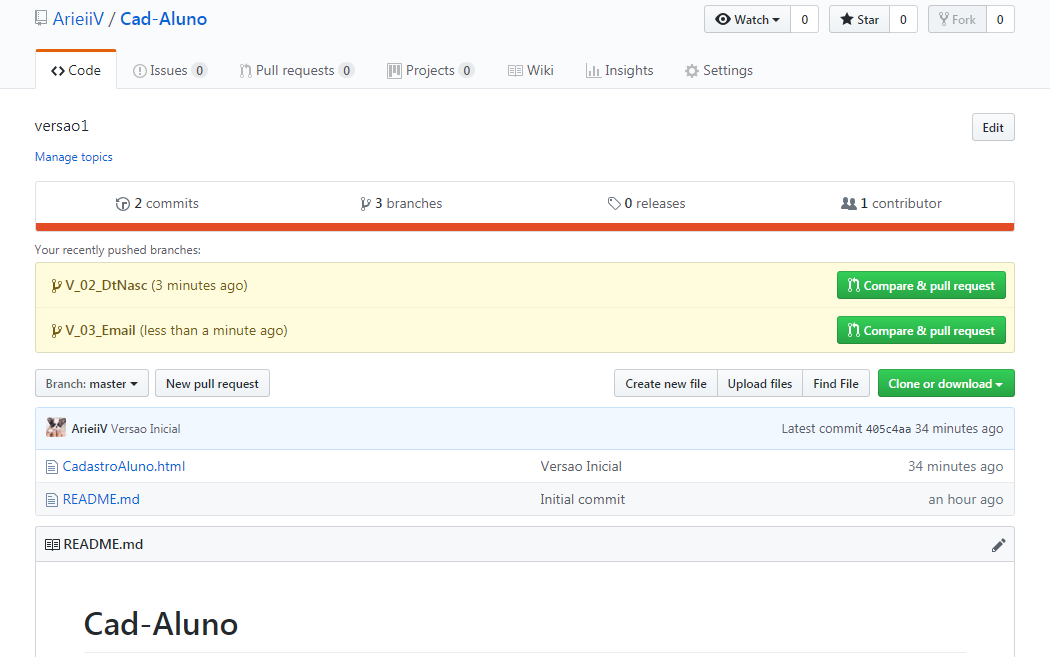 ArieiiV / Cad-Aluno
Watch 0 Star 0 Fork 0
Code Issues 0 Pull requests 0 Projects 0 Wiki Insights Settings
versao1
Edit
Manage topics
2 commits 3 branches 0 releases 1 contributor
Your recently pushed branches:
V_02_DtNasc (3 minutes ago) Compare & pull request
V_03_Email (less than a minute ago) Compare & pull request
Branch: master New pull request Create new file Upload files Find File Clone or download
ArieiiV Versao Inicial Latest commit 405c4aa 34 minutes ago
CadastroAluno.html Versao Inicial 34 minutes ago
README.md Initial commit an hour ago
README.md
Cad-Aluno